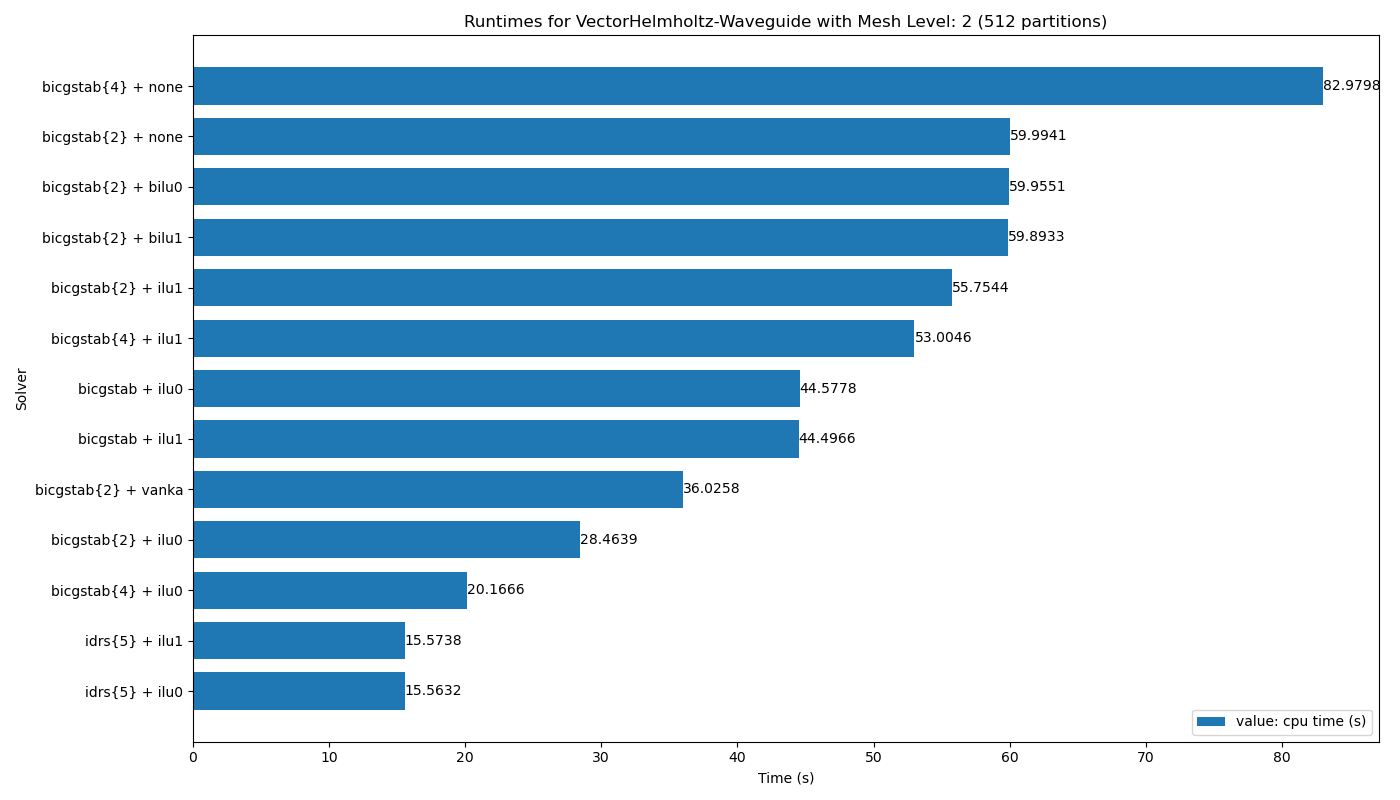 Runtimes for VectorHelmholtz-Waveguide with Mesh Level: 2 (512 partitions)
bicgstab{4} + none 82.9798
bicgstab{2} + none 59.9941
bicgstab{2} + bilu0 59.9551
bicgstab{2} + bilu1 59.8933
bicgstab{2} + ilu1 55.7544
bicgstab{4} + ilu1 53.0046
bicgstab + ilu0 44.5778
bicgstab + ilu1 44.4966
bicgstab{2} + vanka 36.0258
bicgstab{2} + ilu0 28.4639
bicgstab{4} + ilu0 20.1666
idrs{5} + ilu1 15.5738
idrs{5} + ilu0 15.5632
Solver
value: cpu time (s)
0 10 20 30 40 50 60 70 80
Time (s)